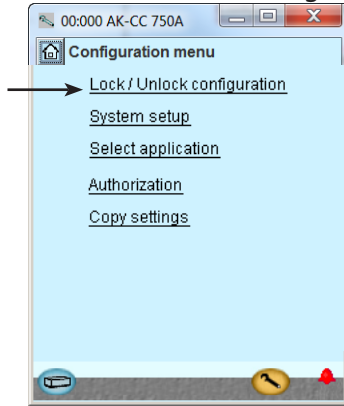 00:000 AK-CC 750A
Configuration menu
Lock / Unlock configuration
System setup
Select application
Authorization
Copy settings